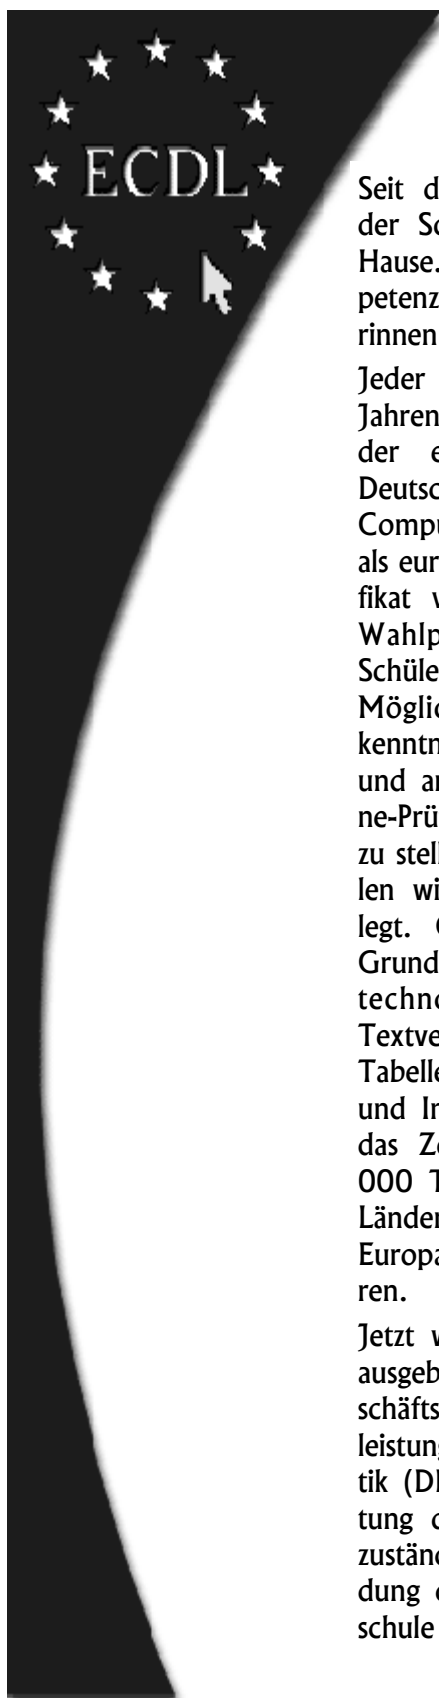 ECDL
Seit d
der Sc
Hause.
petenz
rinnen
Jeder
Jahren
der e
Deutsc
Compu
als eur
fikat v
Wahlp
Schüle
Möglic
kenntn
und ar
ne-Prü
zu stell
len wi
legt. G
Grund
techno
Textve
Tabelle
und In
das Ze
000 T
Länder
Europa
ren.
Jetzt w
ausgeb
schäfts
leistung
tik (DI
tung d
zuständ
dung d
schule